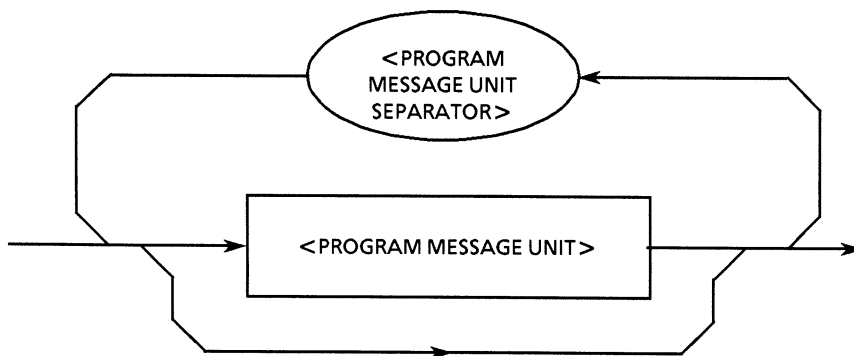 <PROGRAM
MESSAGE UNIT
SEPARATOR>
<PROGRAM MESSAGE UNIT>